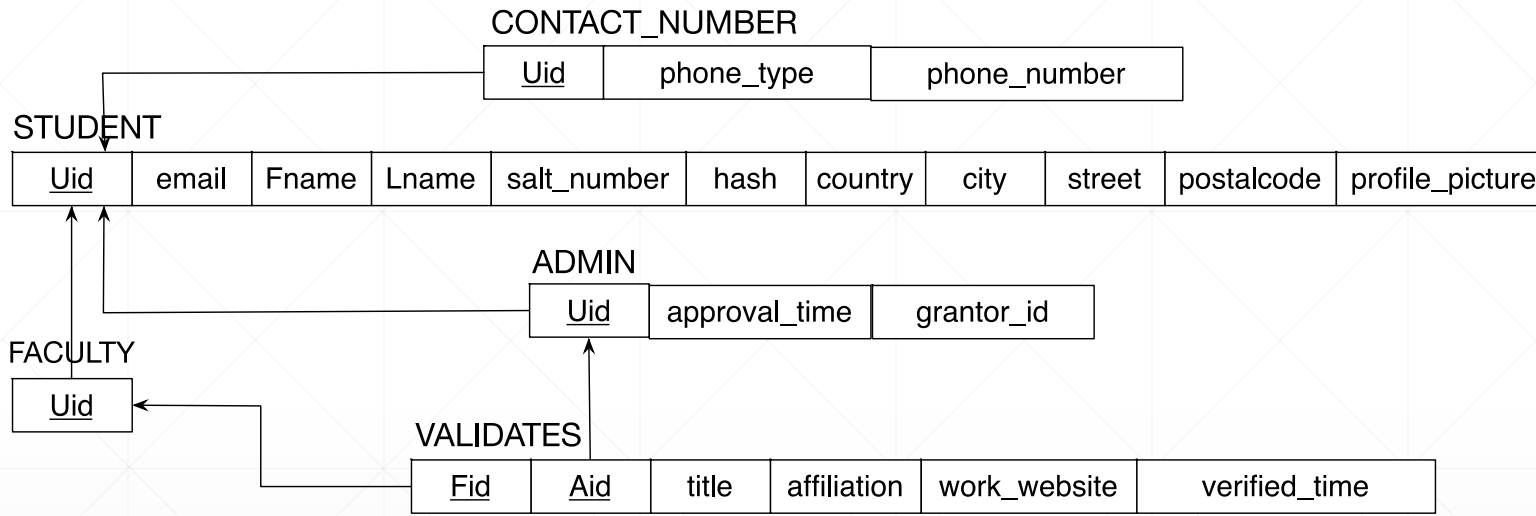 CONTACT_NUMBER
Uid phone_type phone_number
STUDENT
Uid email Fname Lname salt_number hash country city street postalcode profile_picture
ADMIN
Uid approval_time grantor_id
FACULTY
Uid
VALIDATES
Fid Aid title affiliation work_website verified_time